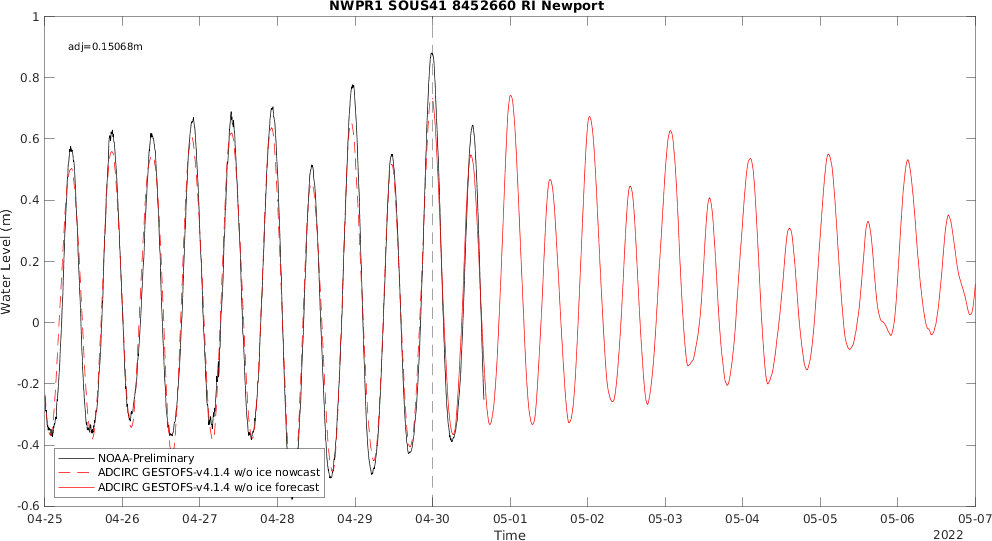 NWPR1 SOUS41 8452660 RI Newport
adj=0.15068m
1
0.8
0.6
0.4
0.2
0
-0.2
-0.4
-0.6
Water Level (m)
NOAA-Preliminary
ADCIRC GESTOFS-v4.1.4 w/o ice nowcast
ADCIRC GESTOFS-v4.1.4 w/o ice forecast
04-25 04-26 04-27 04-28 04-29 04-30 05-01 05-02 05-03 05-04 05-05 05-06 05-07
Time
2022